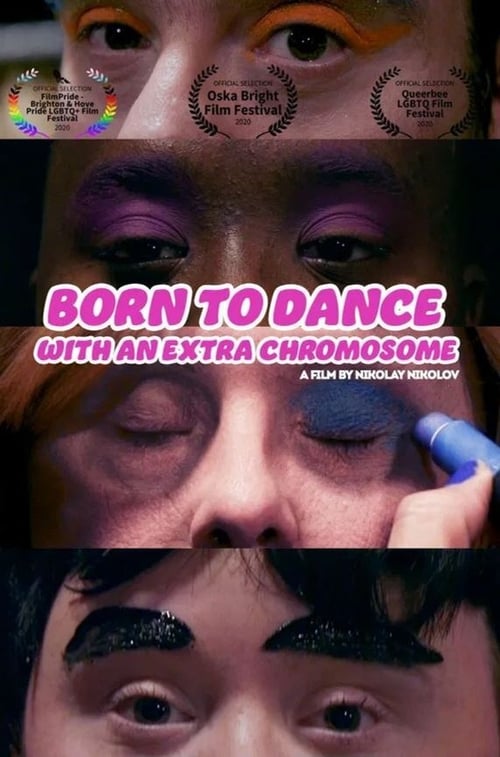 OFFICIAL SELECTION
FilmPride -
Brighton & Hove
Pride LGBTQ+ Film
Festival
2020
OFFICIAL SELECTION
Oska Bright
Film Festival
2020
OFFICIAL SELECTION
Queerbee
LGBTQ Film
Festival
2020
BORN TO DANCE
WITH AN EXTRA CHROMOSOME
A FILM BY NIKOLAY NIKOLOV